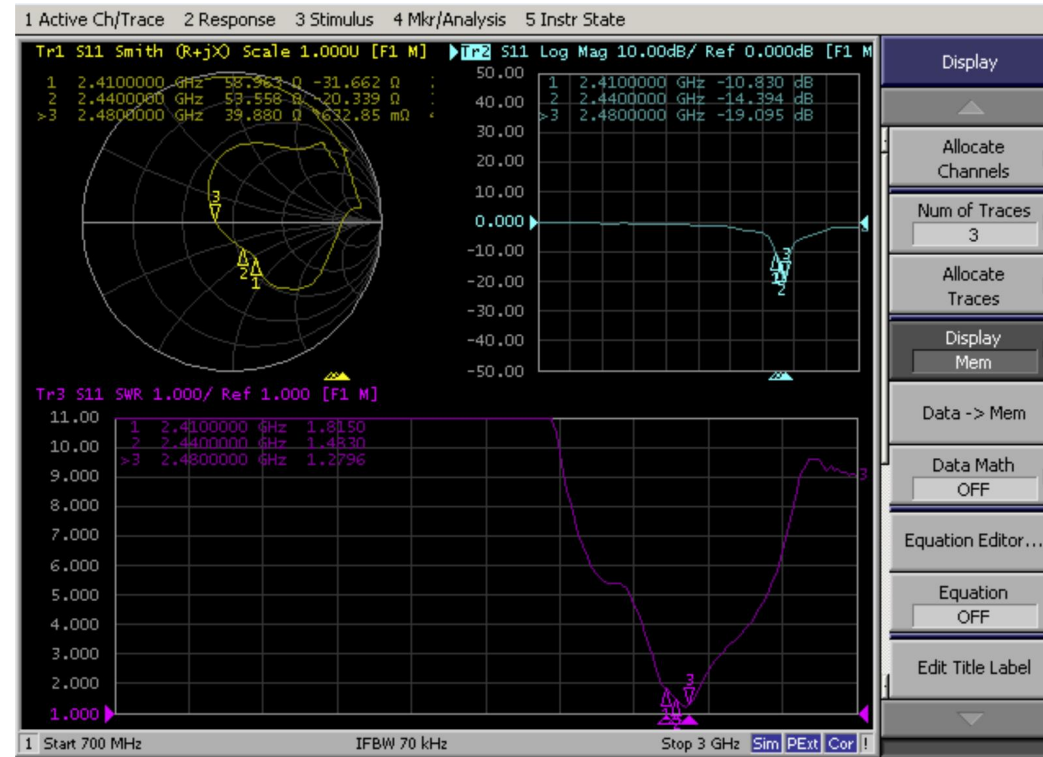 1 Active Ch/Trace 2 Response 3 Stimulus 4 Mkr/Analysis 5 Instr State
Tr1 S11 Smith (R+jX) Scale 1.000U [F1 M]
1 2.4100000 GHz 58.963 Ω -31.662 Ω
2 2.4400000 GHz 53.558 Ω -20.339 Ω
>3 2.4800000 GHz 39.880 Ω 632.85 mΩ
3
2
1
Tr2 S11 Log Mag 10.00dB/ Ref 0.000dB [F1 M
50.00
40.00
30.00
20.00
10.00
0.000
-10.00
-20.00
-30.00
-40.00
-50.00
1 2.4100000 GHz -10.830 dB
2 2.4400000 GHz -14.394 dB
>3 2.4800000 GHz -19.095 dB
3
1
2
Tr3 S11 SWR 1.000/ Ref 1.000 [F1 M]
11.00
10.00
9.000
8.000
7.000
6.000
5.000
4.000
3.000
2.000
1.000
1 2.4100000 GHz 1.8150
2 2.4400000 GHz 1.4830
>3 2.4800000 GHz 1.2796
3
3
1 Start 700 MHz IFBW 70 kHz Stop 3 GHz Sim PExt Cor !
Display
Allocate
Channels
Num of Traces
3
Allocate
Traces
Display
Mem
Data -> Mem
Data Math
OFF
Equation Editor...
Equation
OFF
Edit Title Label